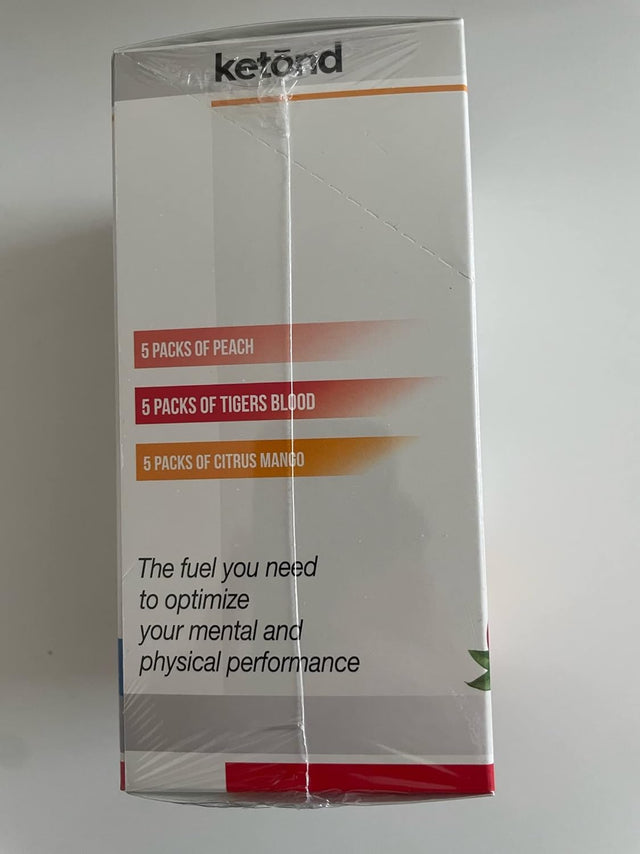 ketōnd
5 PACKS OF PEACH
5 PACKS OF TIGERS BLOOD
5 PACKS OF CITRUS MANGO
The fuel you need
to optimize
your mental and
physical performance